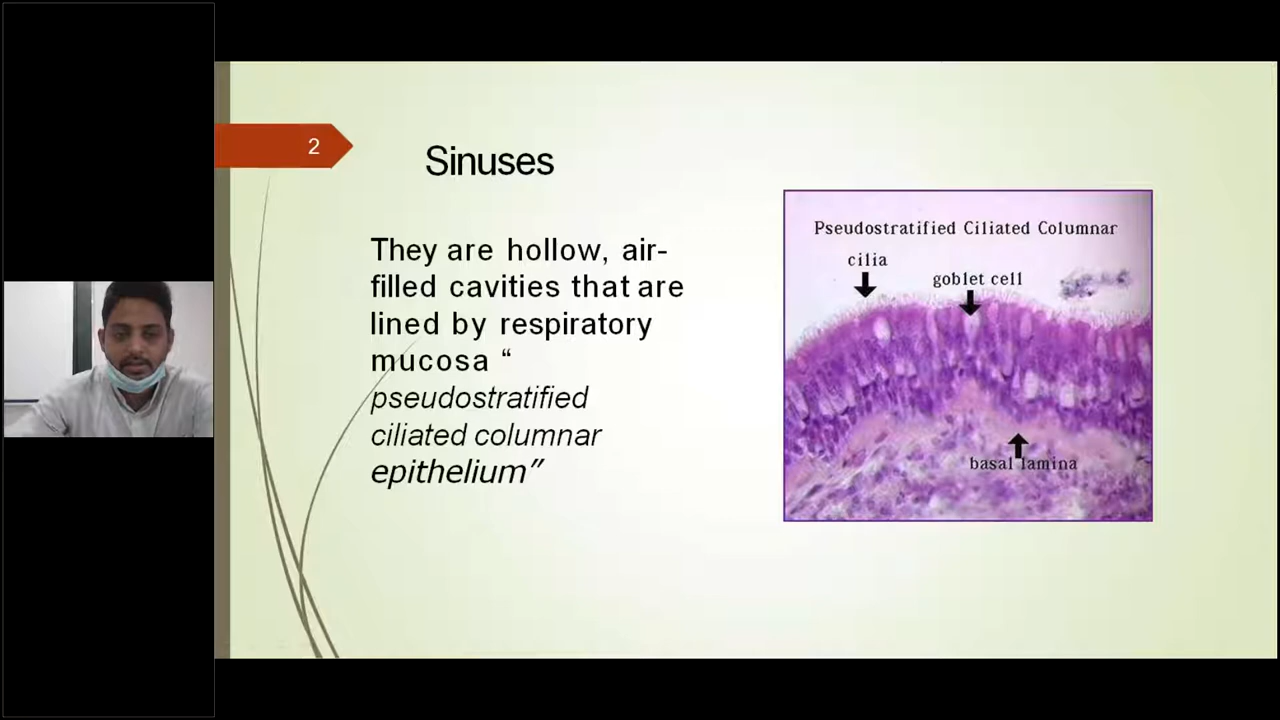 2
Sinuses
They are hollow, air-
filled cavities that are
lined by respiratory
mucosa “
pseudostratified
ciliated columnar
epithelium”
Pseudostratified Ciliated Columnar
cilia
goblet cell
basal lamina